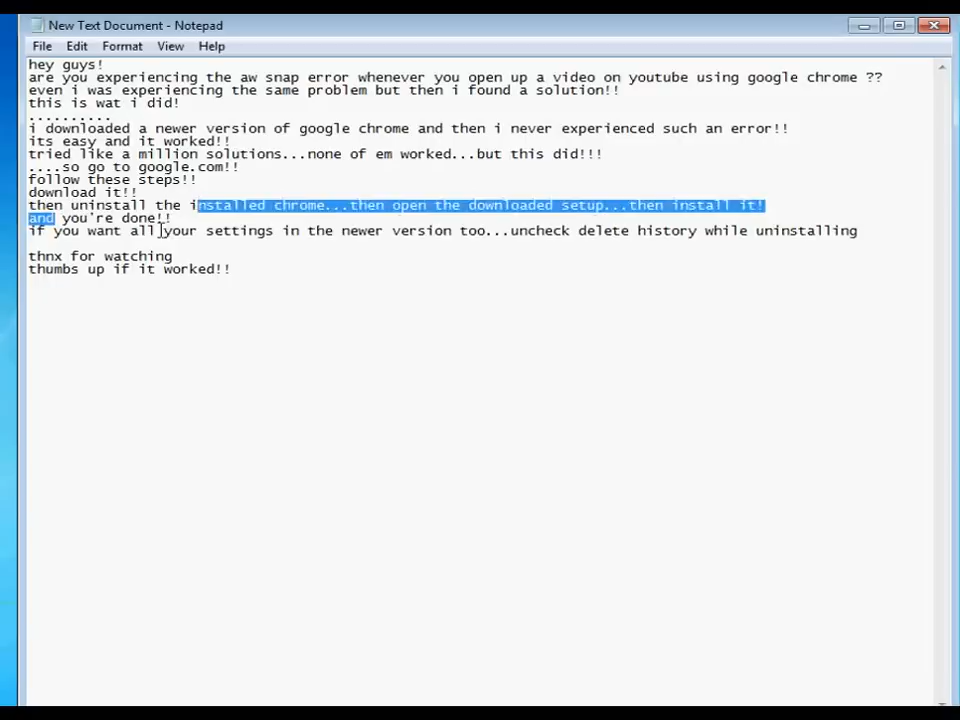 New Text Document - Notepad
File Edit Format View Help
hey guys!
are you experiencing the aw snap error whenever you open up a video on youtube using google chrome ??
even i was experiencing the same problem but then i found a solution!!
this is wat i did!
..........
i downloaded a newer version of google chrome and then i never experienced such an error!!
its easy and it worked!!
tried like a million solutions...none of em worked...but this did!!!
....so go to google.com!!
follow these steps!!
download it!!
then uninstall the installed chrome...then open the downloaded setup...then install it!
and you're done!!
if you want all your settings in the newer version too...uncheck delete history while uninstalling
thnx for watching
thumbs up if it worked!!